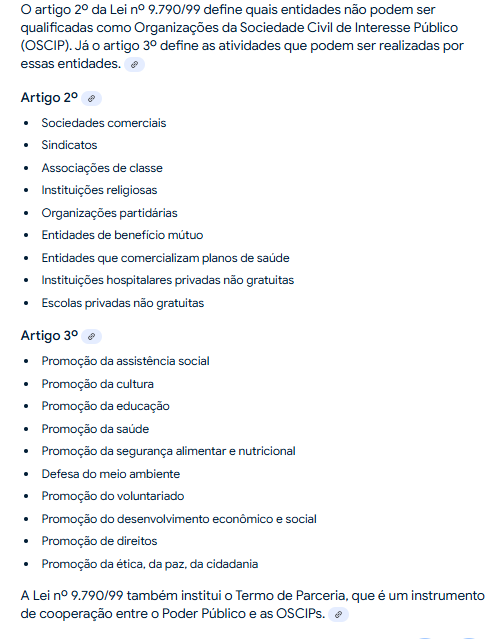 O artigo 2º da Lei nº 9.790/99 define quais entidades não podem ser
qualificadas como Organizações da Sociedade Civil de Interesse Público
(OSCIP). Já o artigo 3º define as atividades que podem ser realizadas por
essas entidades.
Artigo 2º
• Sociedades comerciais
• Sindicatos
• Associações de classe
• Instituições religiosas
• Organizações partidárias
• Entidades de benefício mútuo
• Entidades que comercializam planos de saúde
• Instituições hospitalares privadas não gratuitas
• Escolas privadas não gratuitas
Artigo 3º
• Promoção da assistência social
• Promoção da cultura
• Promoção da educação
• Promoção da saúde
• Promoção da segurança alimentar e nutricional
• Defesa do meio ambiente
• Promoção do voluntariado
• Promoção do desenvolvimento econômico e social
• Promoção de direitos
• Promoção da ética, da paz, da cidadania
A Lei nº 9.790/99 também institui o Termo de Parceria, que é um instrumento
de cooperação entre o Poder Público e as OSCIPs.